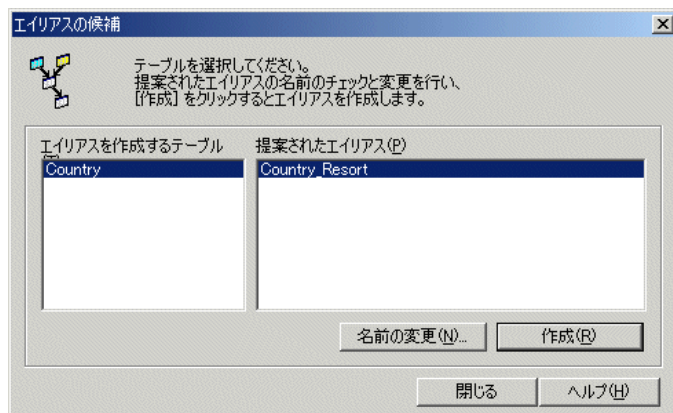 エイリアスの候補
テーブルを選択してください。
提案されたエイリアスの名前のチェックと変更を行い、
[作成] をクリックするとエイリアスを作成します。
エイリアスを作成するテーブル
提案されたエイリアス(P)
Country
Country_Resort
名前の変更(N)...
作成(R)
閉じる
ヘルプ(H)